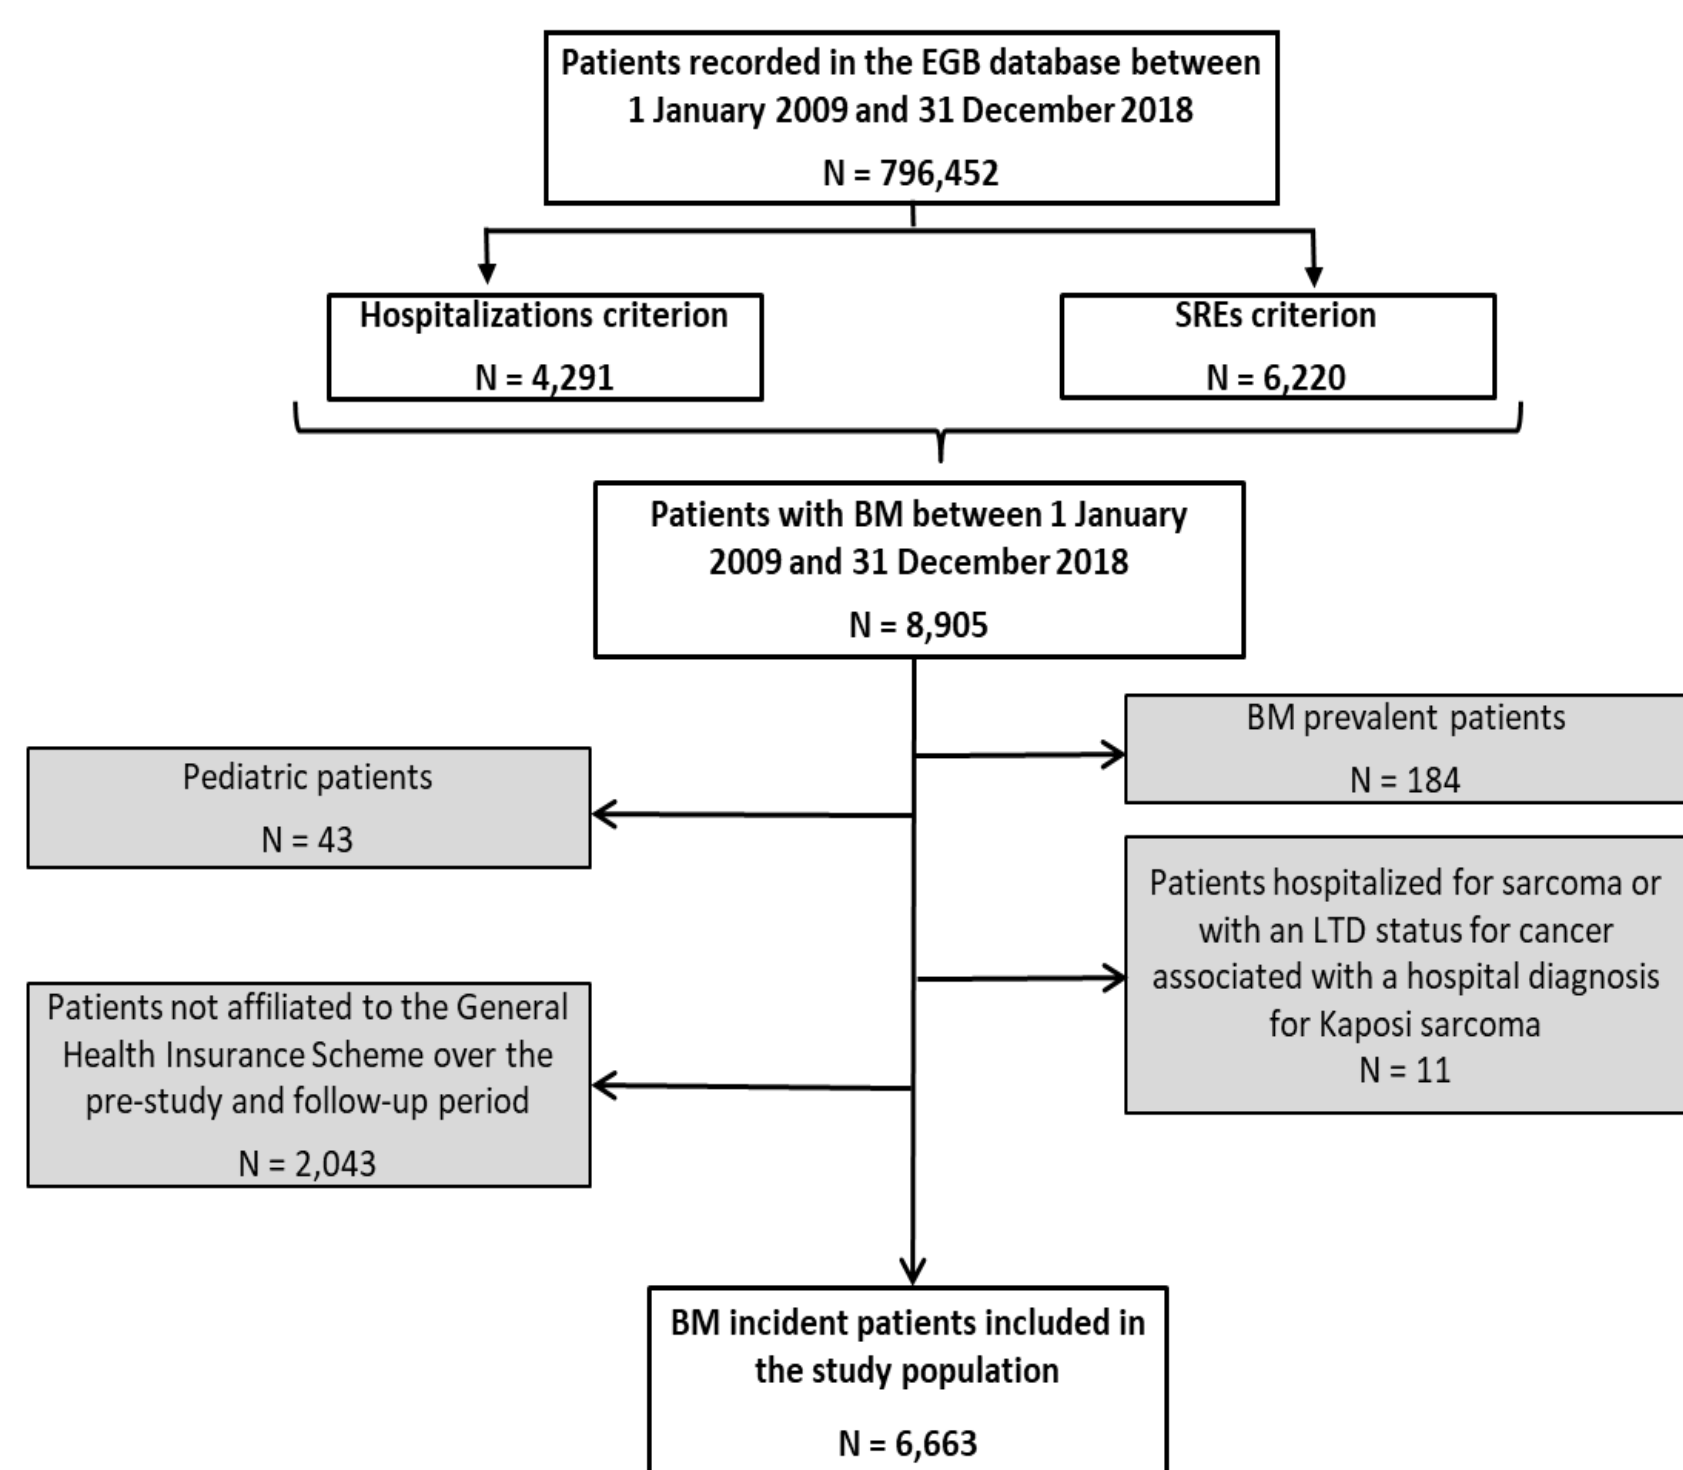 Patients recorded in the EGB database between
1 January 2009 and 31 December 2018
N = 796,452
Hospitalizations criterion
N = 4,291
SREs criterion
N = 6,220
Patients with BM between 1 January
2009 and 31 December 2018
N = 8,905
BM prevalent patients
N = 184
Pediatric patients
N = 43
Patients hospitalized for sarcoma or
with an LTD status for cancer
associated with a hospital diagnosis
for Kaposi sarcoma
N = 11
Patients not affiliated to the General
Health Insurance Scheme over the
pre-study and follow-up period
N = 2,043
BM incident patients included in
the study population
N = 6,663